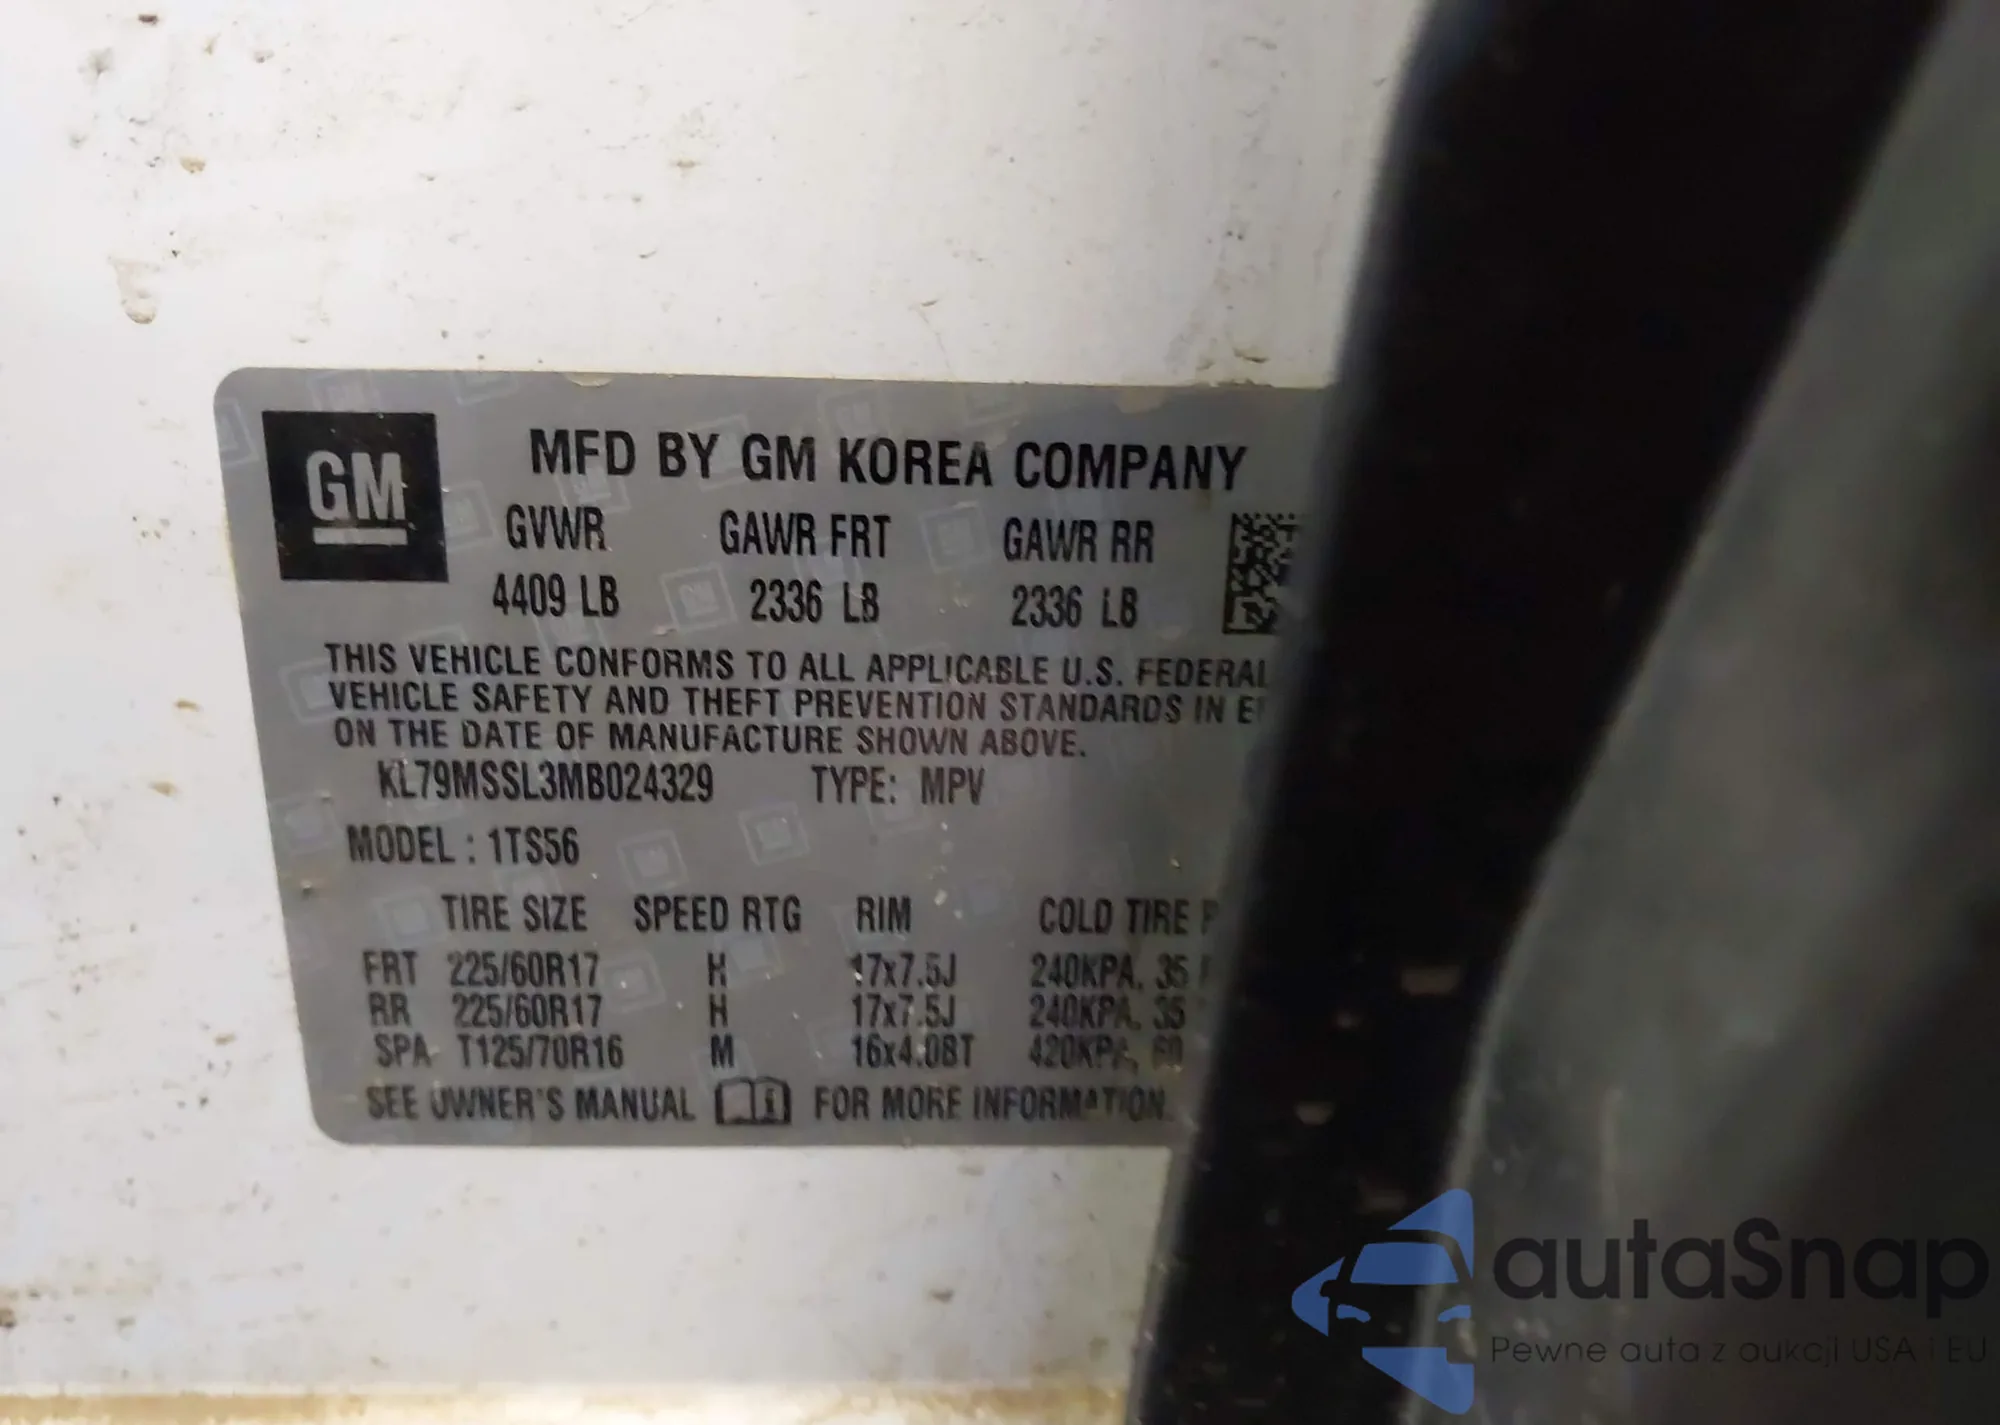 GM
MFD BY GM KOREA COMPANY
GVWR GAWR FRT GAWR RR
4409 LB 2336 LB 2336 LB
THIS VEHICLE CONFORMS TO ALL APPLICABLE U.S. FEDERAL
VEHICLE SAFETY AND THEFT PREVENTION STANDARDS IN
ON THE DATE OF MANUFACTURE SHOWN ABOVE.
KL79MSSL3MB024329 TYPE: MPV
MODEL : 1TS56
TIRE SIZE SPEED RTG RIM COLD TIRE
FRT 225/60R17 H 17x7.5J 240KPA, 35
RR 225/60R17 H 17x7.5J 240KPA, 35
SPA T125/70R16 M 16x4.0BT 420KPA, 60
SEE OWNER'S MANUAL FOR MORE INFORMATION.
autaSnap
Pewne auta z aukcji USA i EU